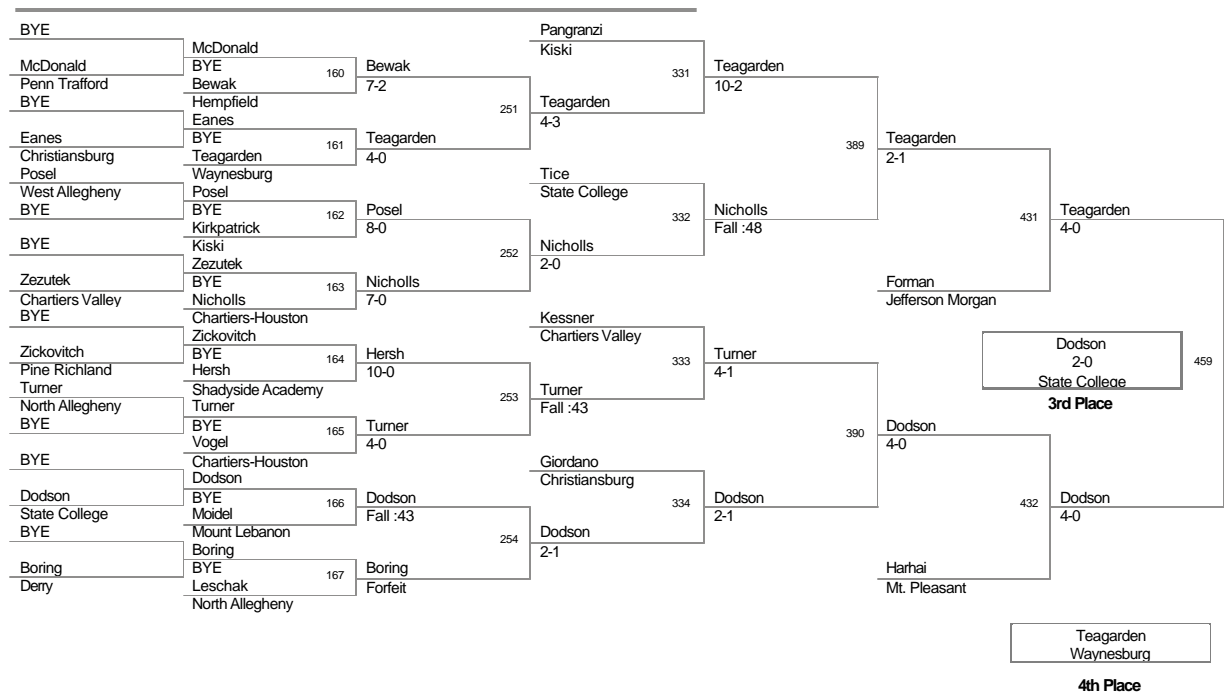 BYE
McDonald
Penn Trafford
BYE
Eanes
Christiansburg
Posel
West Allegheny
BYE
BYE
Zezutek
Chartiers Valley
BYE
Zickovitch
Pine Richland
Turner
North Allegheny
BYE
BYE
Dodson
State College
BYE
Boring
Derry
McDonald
BYE
160
Bewak
Hempfield
Eanes
BYE
161
Teagarden
Waynesburg
Posel
BYE
162
Kirkpatrick
Kiski
Zezutek
BYE
163
Nicholls
Chartiers-Houston
Zickovitch
BYE
164
Hersh
Shadyside Academy
Turner
BYE
165
Vogel
Chartiers-Houston
Dodson
BYE
166
Moidel
Mount Lebanon
Boring
BYE
167
Leschak
North Allegheny
Bewak
7-2
251
Teagarden
4-0
Posel
8-0
252
Nicholls
7-0
Hersh
10-0
253
Turner
4-0
Dodson
Fall :43
254
Boring
Forfeit
Pangranzi
Kiski
331
Teagarden
4-3
Tice
State College
332
Nicholls
2-0
Kessner
Chartiers Valley
333
Turner
Fall :43
Giordano
Christiansburg
334
Dodson
2-1
Teagarden
10-2
389
Nicholls
Fall :48
Turner
4-1
390
Dodson
2-1
Teagarden
2-1
431
Forman
Jefferson Morgan
Dodson
4-0
432
Harhai
Mt. Pleasant
Teagarden
4-0
459
Dodson
4-0
Dodson
2-0
State College
3rd Place
Teagarden
Waynesburg
4th Place